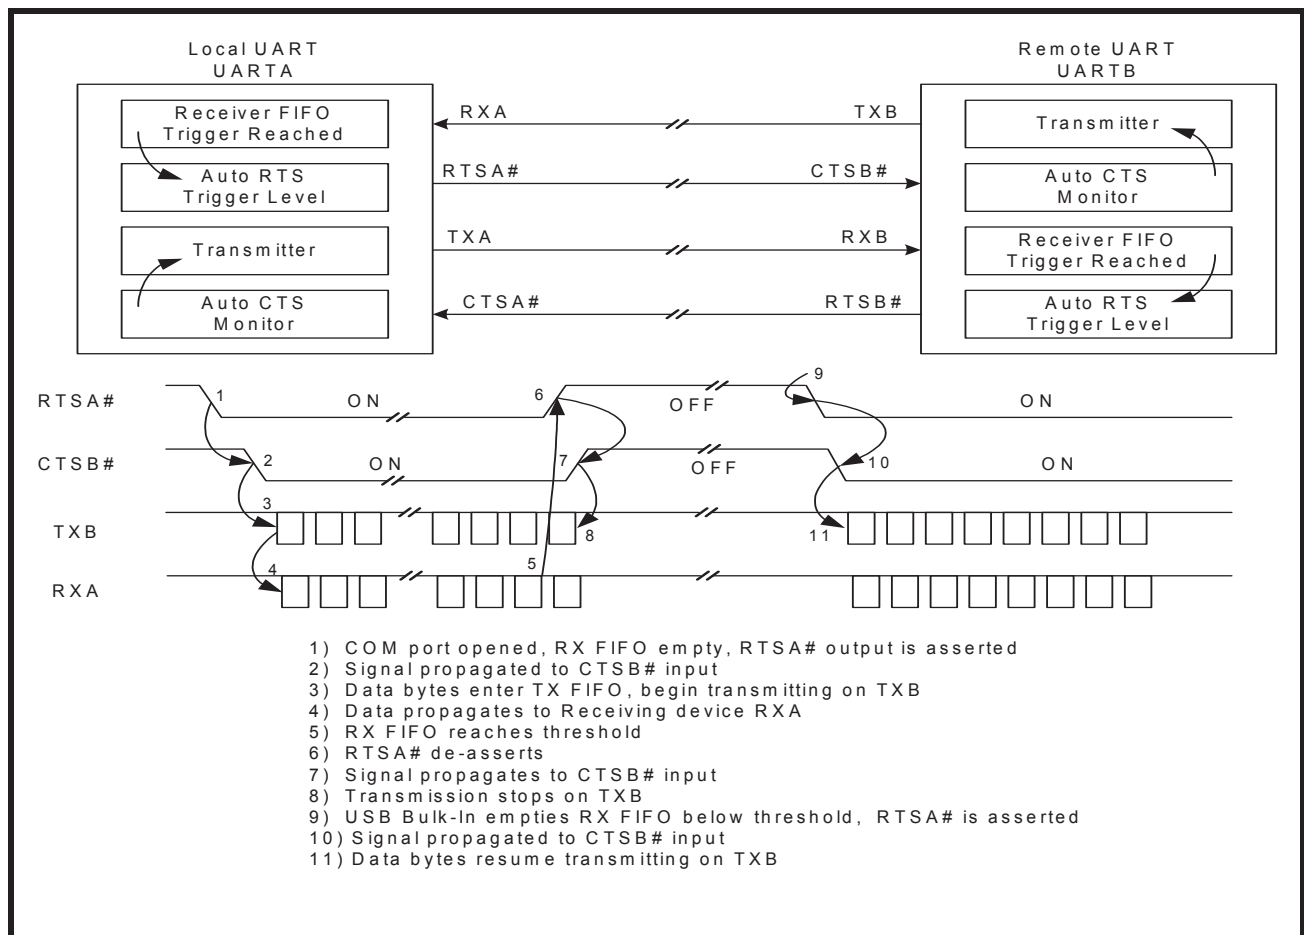 Local UART
UARTA
Remote UART
UARTB
Receiver FIFO
Trigger Reached
Auto RTS
Trigger Level
Transmitter
Auto CTS
Monitor
RXA
TXB
RTSA#
CTSB#
TXA
RXB
CTSA#
RTSB#
Transmitter
Auto CTS
Monitor
Receiver FIFO
Trigger Reached
Auto RTS
Trigger Level
RTSA#
1
ON
6
OFF
9
ON
CTSB#
2
ON
7
OFF
10
ON
TXB
3
8
11
RXA
4
5
1) COM port opened, RX FIFO empty, RTSA# output is asserted
2) Signal propagated to CTSB# input
3) Data bytes enter TX FIFO, begin transmitting on TXB
4) Data propagates to Receiving device RXA
5) RX FIFO reaches threshold
6) RTSA# de-asserts
7) Signal propagates to CTSB# input
8) Transmission stops on TXB
9) USB Bulk-In empties RX FIFO below threshold, RTSA# is asserted
10) Signal propagated to CTSB# input
11) Data bytes resume transmitting on TXB